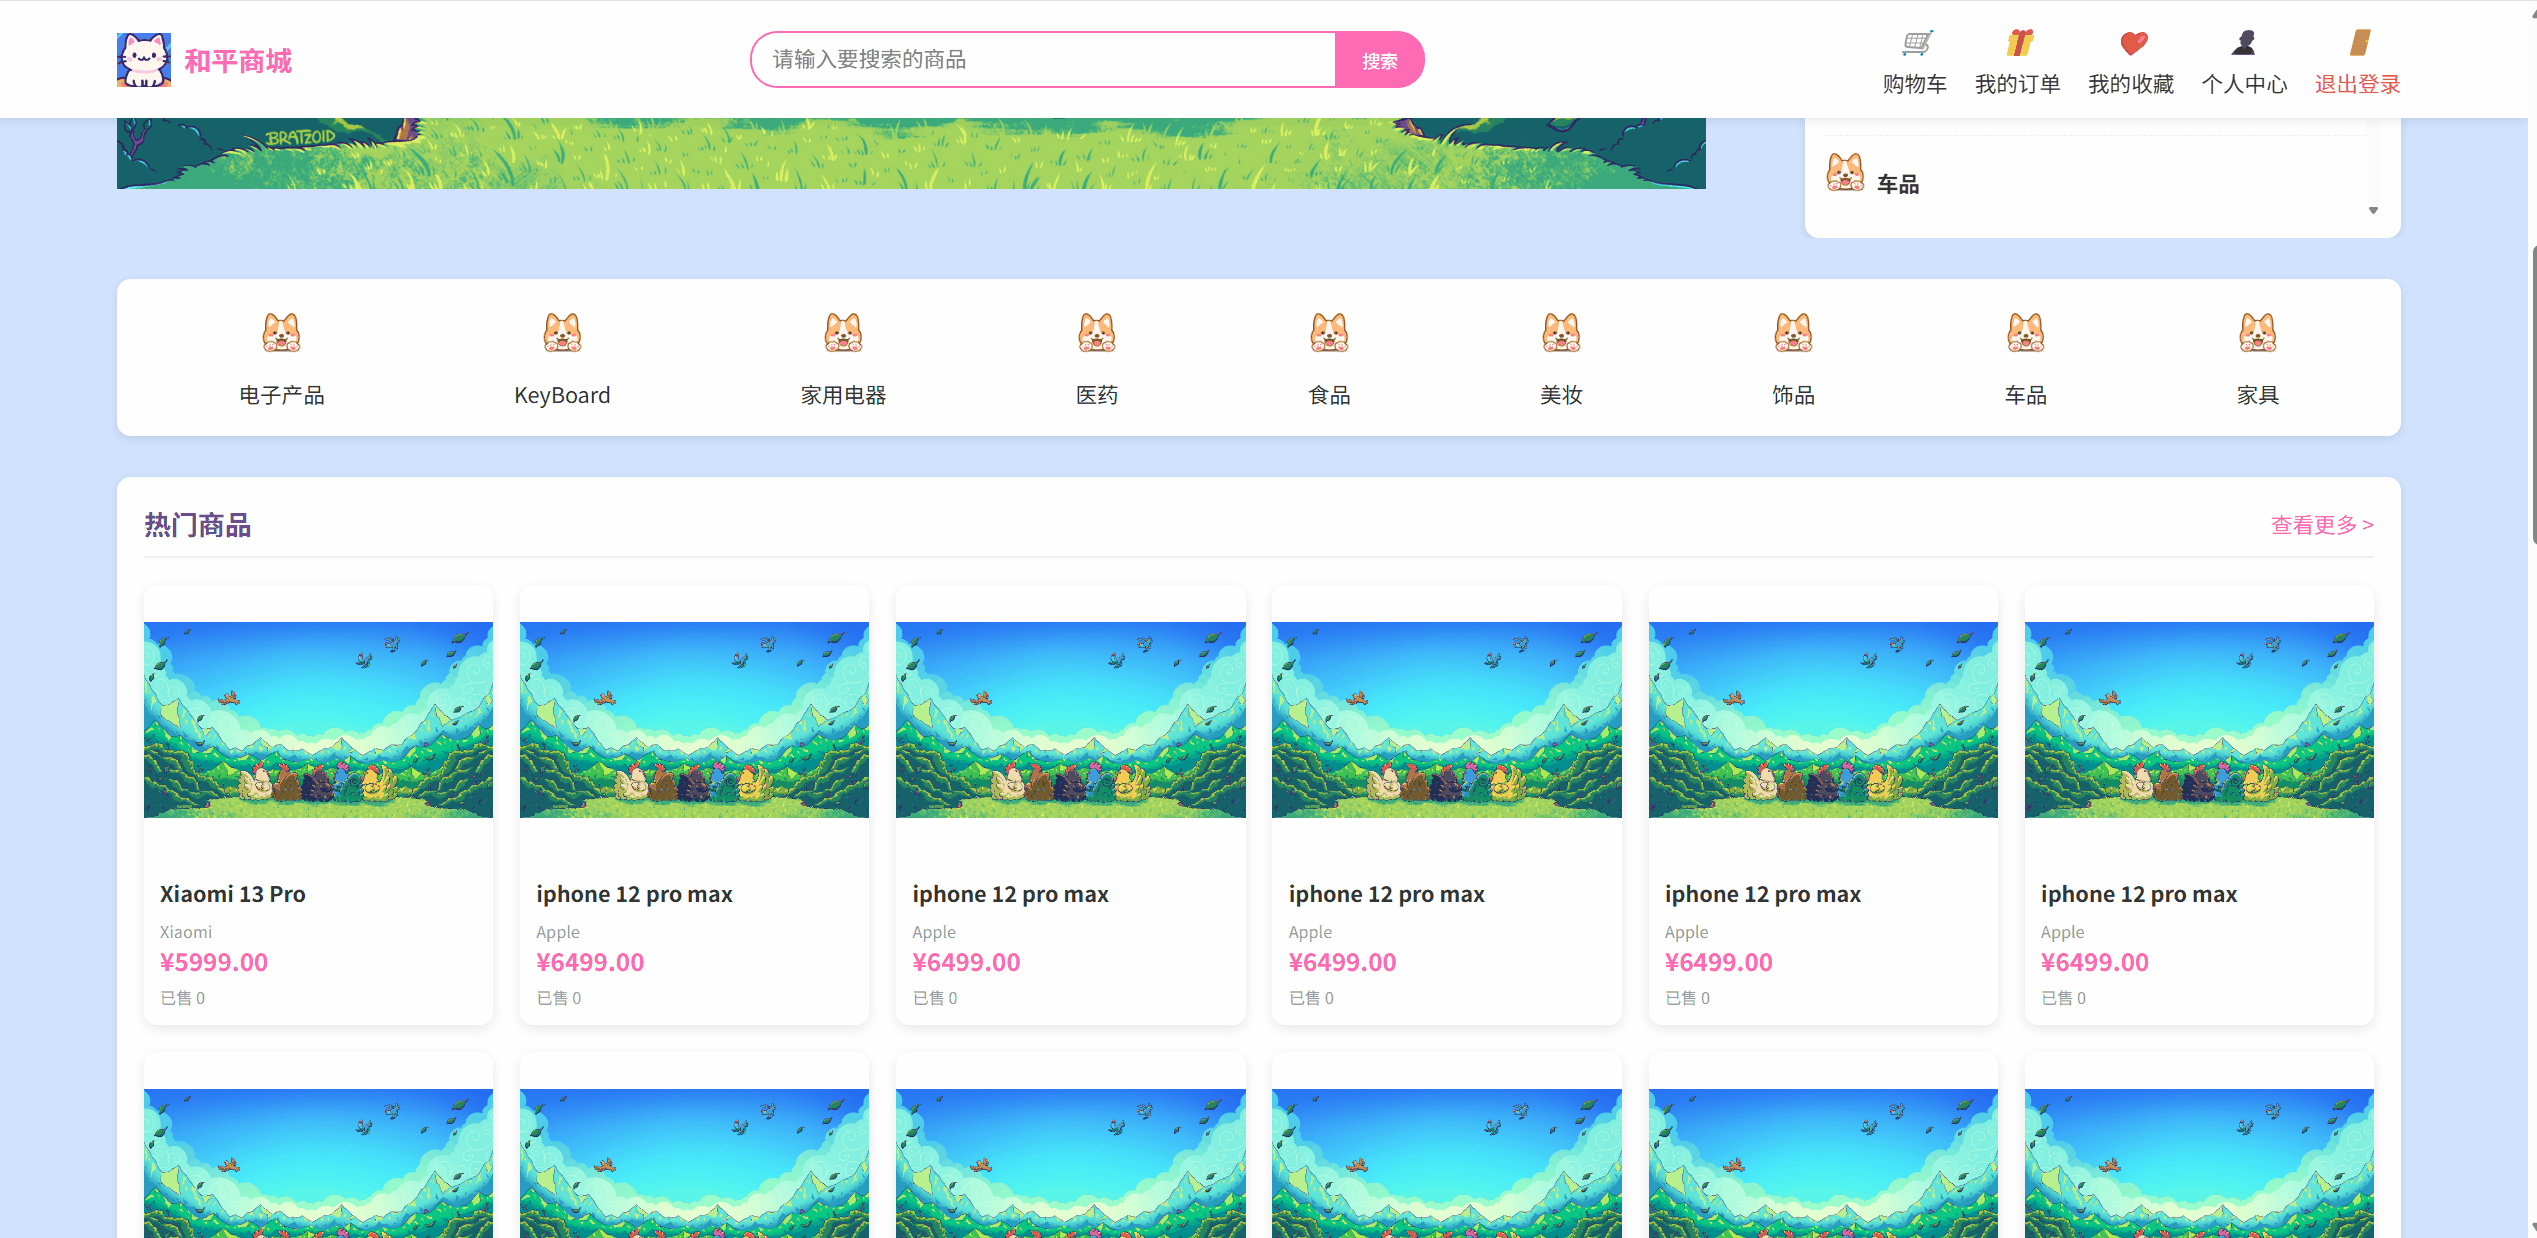 和平商城
请输入要搜索的商品
搜索
购物车
我的订单
我的收藏
个人中心
退出登录
BRATZOID
车品
电子产品
KeyBoard
家用电器
医药
食品
美妆
饰品
车品
家具
热门商品
查看更多 >
Xiaomi 13 Pro
Xiaomi
¥5999.00
已售 0
iphone 12 pro max
Apple
¥6499.00
已售 0
iphone 12 pro max
Apple
¥6499.00
已售 0
iphone 12 pro max
Apple
¥6499.00
已售 0
iphone 12 pro max
Apple
¥6499.00
已售 0
iphone 12 pro max
Apple
¥6499.00
已售 0